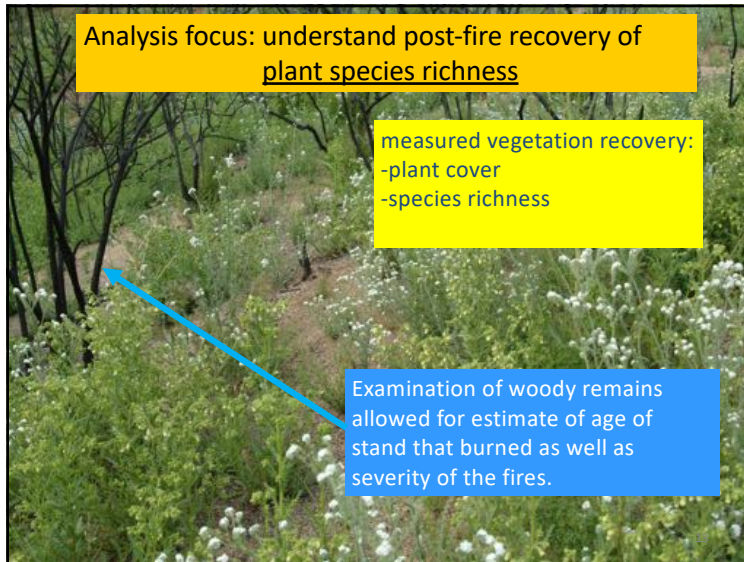 Analysis focus: understand post-fire recovery of
plant species richness
measured vegetation recovery:
-plant cover
-species richness
Examination of woody remains
allowed for estimate of age of
stand that burned as well as
severity of the fires.